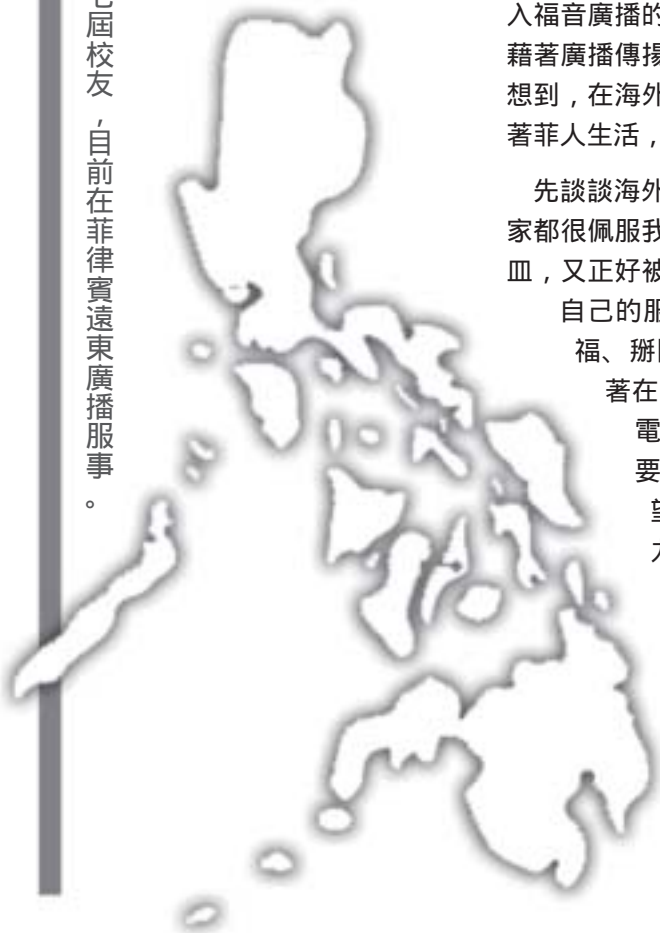 屆校友,自前在菲律賓遠東廣播服事。
入福音廣播的
藉著廣播傳揚
想到,在海外
著菲人生活,
先談談海外
家都很佩服我
皿,又正好被
自己的服
福、掰
著在
電
要